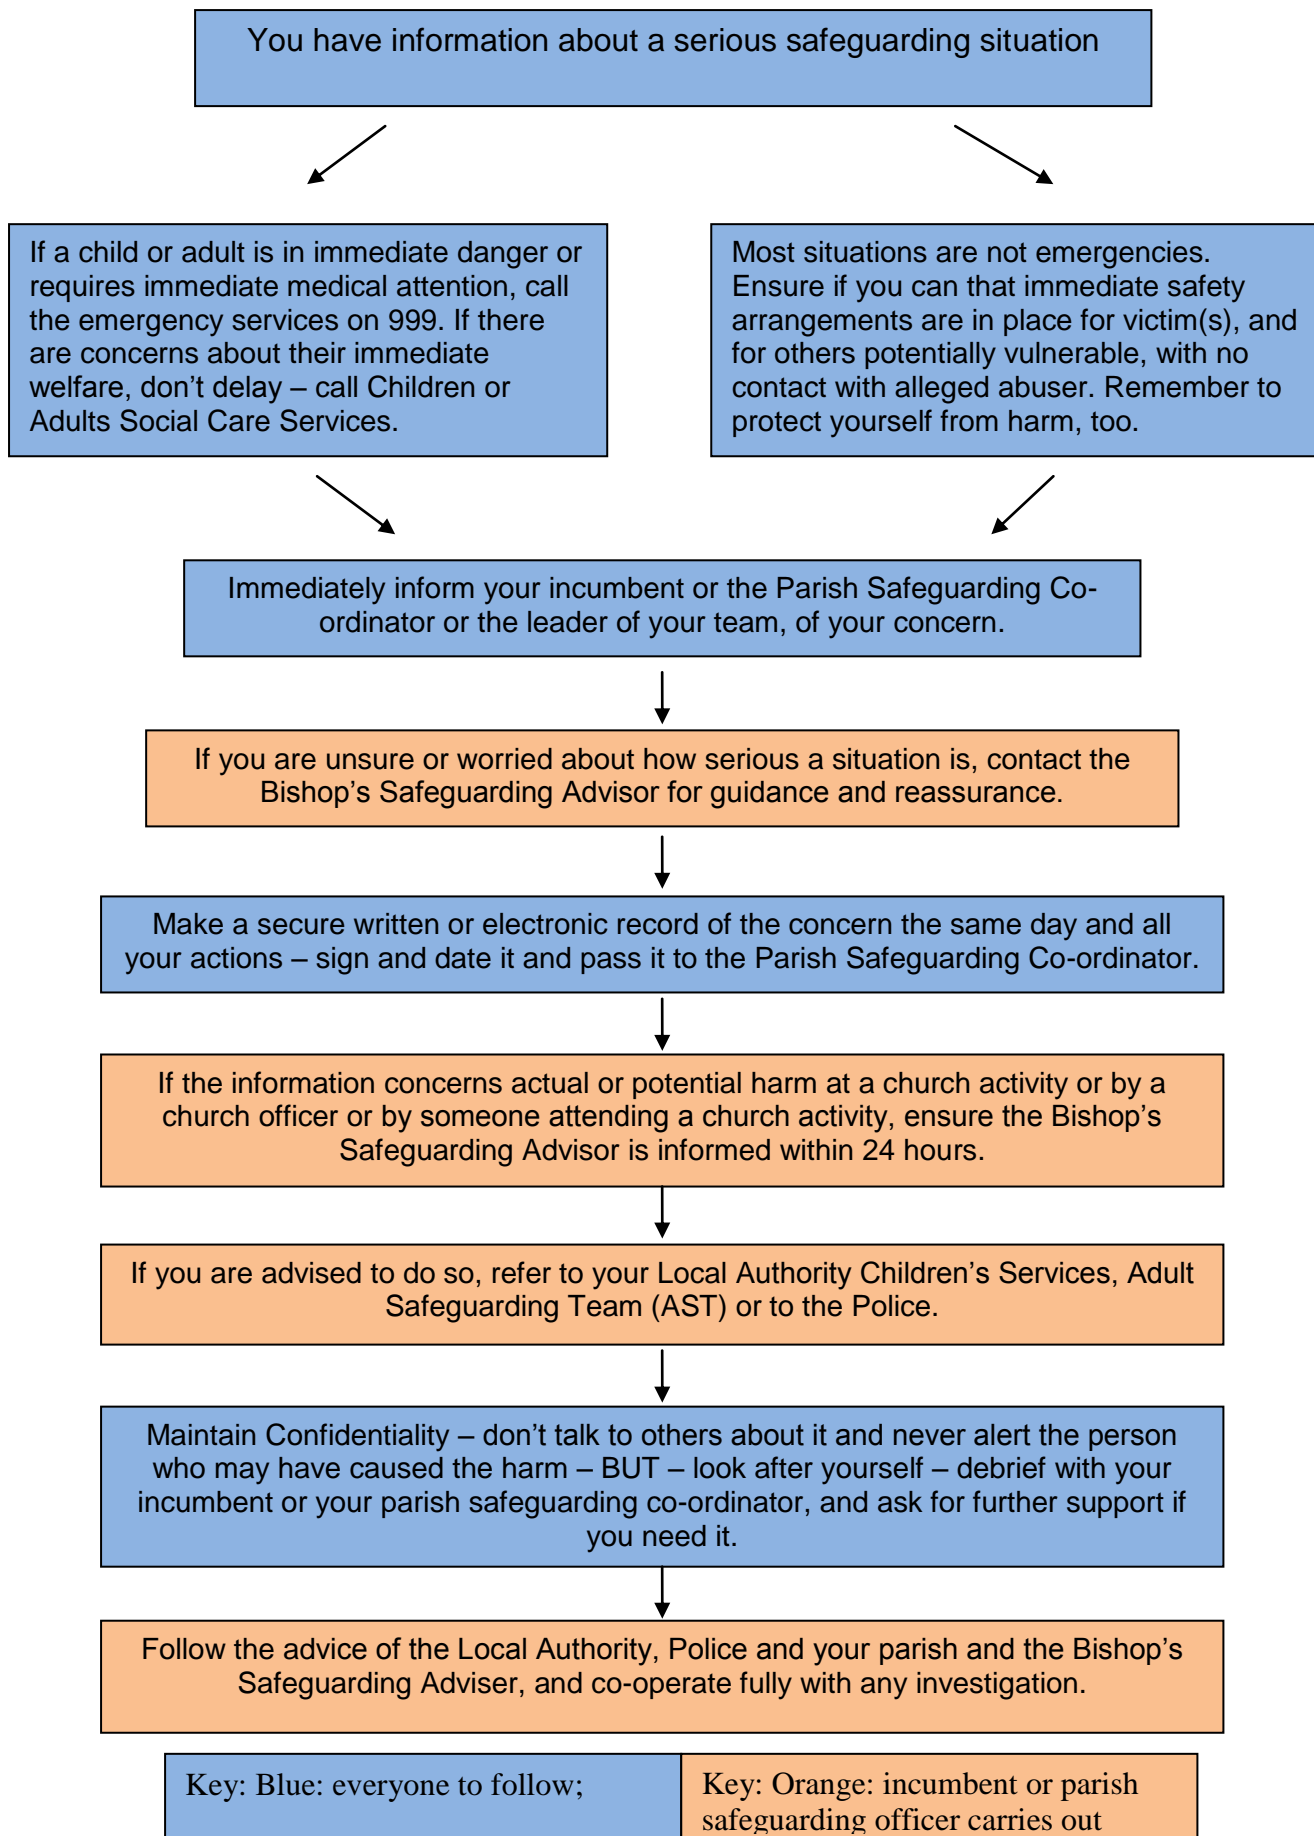 You have information about a serious safeguarding situation
If a child or adult is in immediate danger or
requires immediate medical attention, call
the emergency services on 999. If there
are concerns about their immediate
welfare, don’t delay – call Children or
Adults Social Care Services.
Most situations are not emergencies.
Ensure if you can that immediate safety
arrangements are in place for victim(s), and
for others potentially vulnerable, with no
contact with alleged abuser. Remember to
protect yourself from harm, too.
Immediately inform your incumbent or the Parish Safeguarding Co-
ordinator or the leader of your team, of your concern.
If you are unsure or worried about how serious a situation is, contact the
Bishop’s Safeguarding Advisor for guidance and reassurance.
Make a secure written or electronic record of the concern the same day and all
your actions – sign and date it and pass it to the Parish Safeguarding Co-ordinator.
If the information concerns actual or potential harm at a church activity or by a
church officer or by someone attending a church activity, ensure the Bishop’s
Safeguarding Advisor is informed within 24 hours.
If you are advised to do so, refer to your Local Authority Children’s Services, Adult
Safeguarding Team (AST) or to the Police.
Maintain Confidentiality – don’t talk to others about it and never alert the person
who may have caused the harm – BUT – look after yourself – debrief with your
incumbent or your parish safeguarding co-ordinator, and ask for further support if
you need it.
Follow the advice of the Local Authority, Police and your parish and the Bishop’s
Safeguarding Adviser, and co-operate fully with any investigation.
Key: Blue: everyone to follow;
Key: Orange: incumbent or parish
safeguarding officer carries out